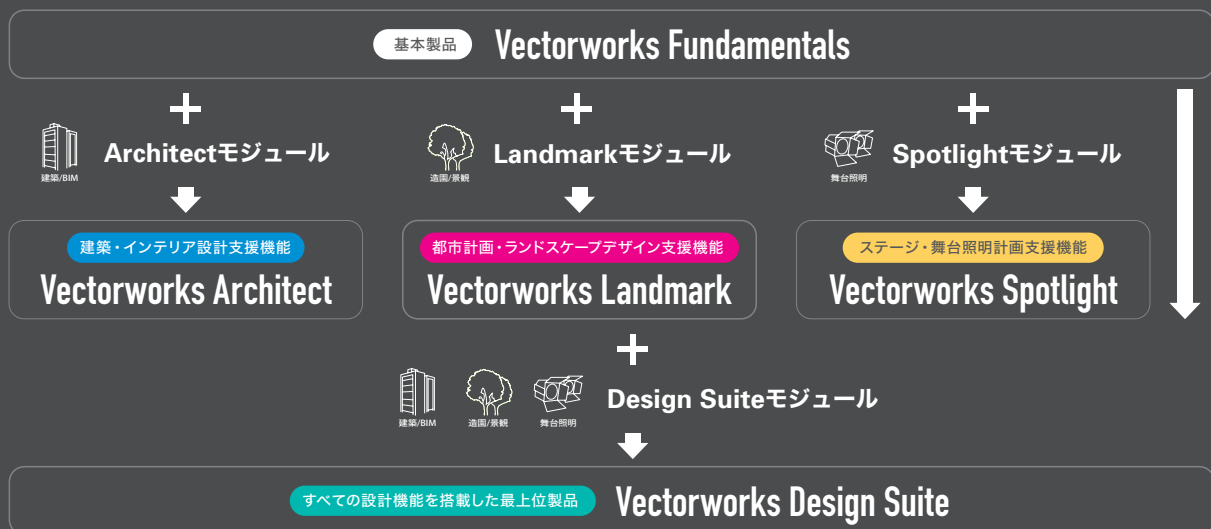 基本製品 Vectorworks Fundamentals
建築/BIM Architectモジュール
造園/景観 Landmarkモジュール
舞台照明 Spotlightモジュール
建築・インテリア設計支援機能
Vectorworks Architect
都市計画・ランドスケープデザイン支援機能
Vectorworks Landmark
ステージ・舞台照明計画支援機能
Vectorworks Spotlight
建築/BIM 造園/景観 舞台照明 Design Suiteモジュール
すべての設計機能を搭載した最上位製品 Vectorworks Design Suite